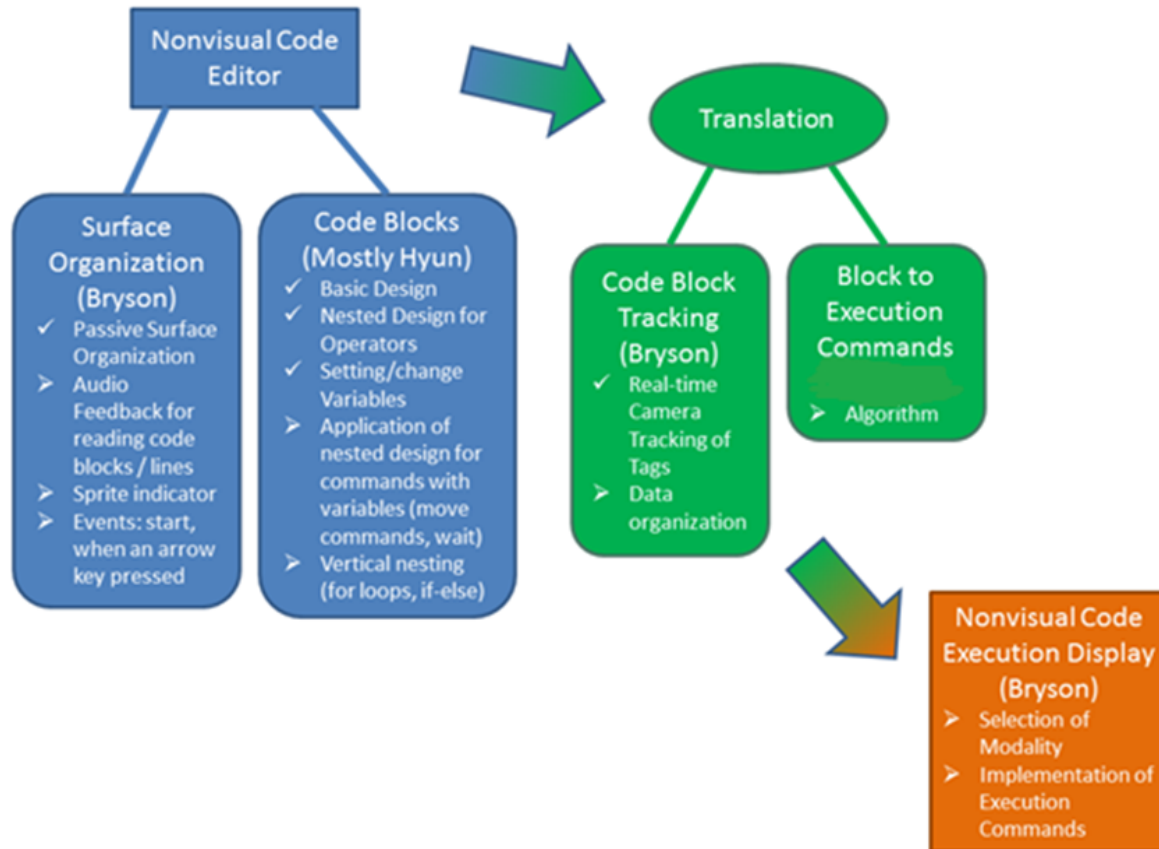 Nonvisual Code
Editor
Surface
Organization
(Bryson)
✓ Passive Surface
Organization
➢ Audio
Feedback for
reading code
blocks / lines
➢ Sprite indicator
➢ Events: start,
when an arrow
key pressed
Code Blocks
(Mostly Hyun)
✓ Basic Design
✓ Nested Design for
Operators
✓ Setting/change
Variables
➢ Application of
nested design for
commands with
variables (move
commands, wait)
➢ Vertical nesting
(for loops, if-else)
Translation
Code Block
Tracking
(Bryson)
✓ Real-time
Camera
Tracking of
Tags
➢ Data
organization
Block to
Execution
Commands
➢ Algorithm
Nonvisual Code
Execution Display
(Bryson)
➢ Selection of
Modality
➢ Implementation of
Execution
Commands